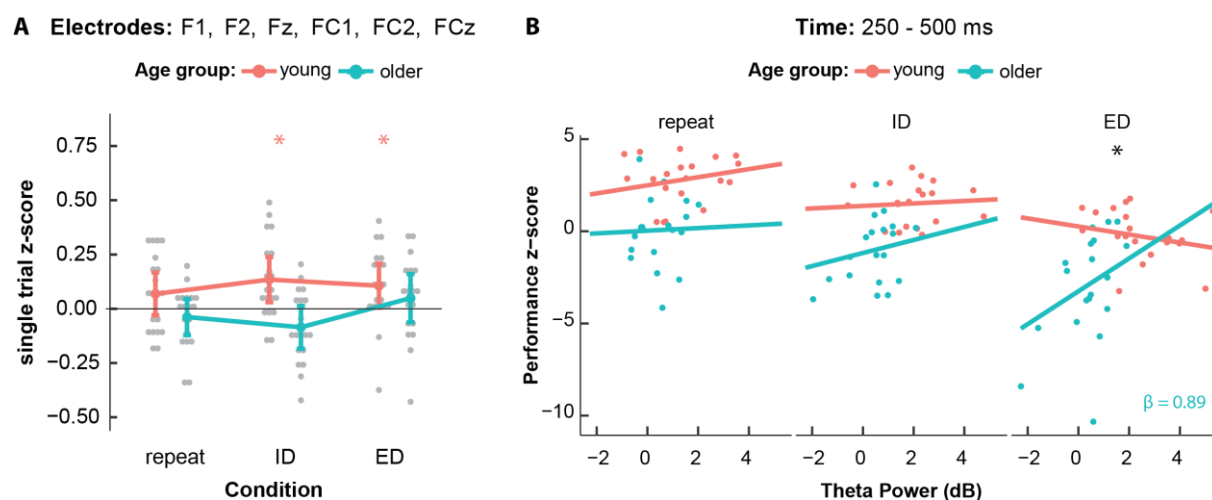 A Electrodes: F1, F2, Fz, FC1, FC2, FCz
Age group: young older
single trial z-score
0.75
0.50
0.25
0.00
−0.25
−0.50
* *
repeat ID ED
Condition
B Time: 250 - 500 ms
Age group: young older
repeat ID ED
*
Performance z−score
5
0
−5
−10
β = 0.89
−2 0 2 4 −2 0 2 4 −2 0 2 4
Theta Power (dB)